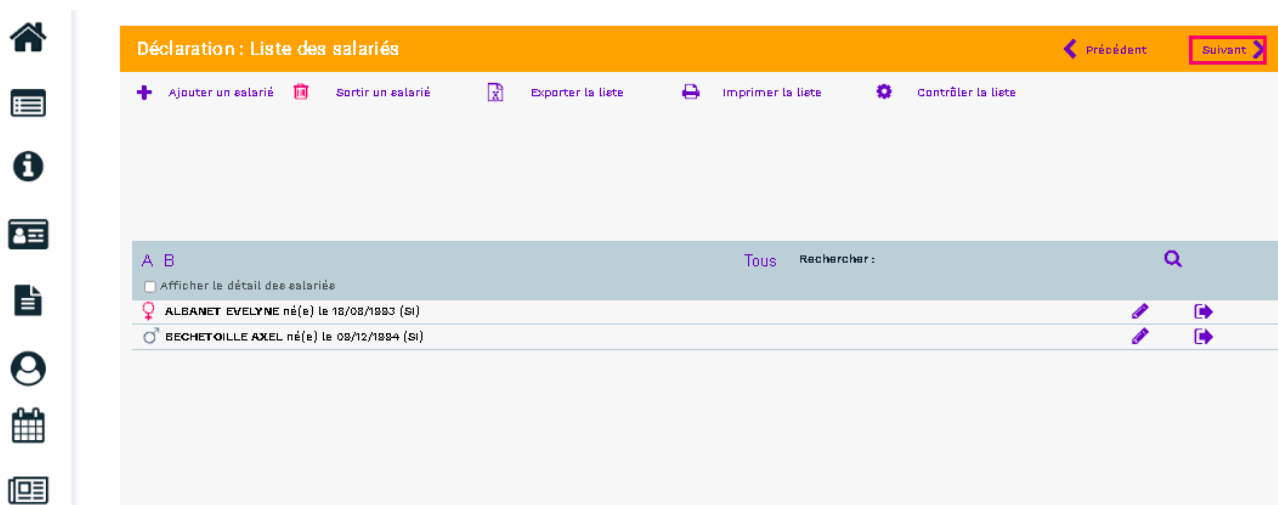 Déclaration : Liste des salariés
Précédent
Suivant
Ajouter un salarié
Sortir un salarié
Exporter la liste
Imprimer la liste
Contrôler la liste
A B
Tous
Rechercher :
Afficher le détail des salariés
ALBANET EVELYNE né(e) le 18/08/1993 (SI)
BECHETOILLE AXEL né(e) le 09/12/1994 (SI)